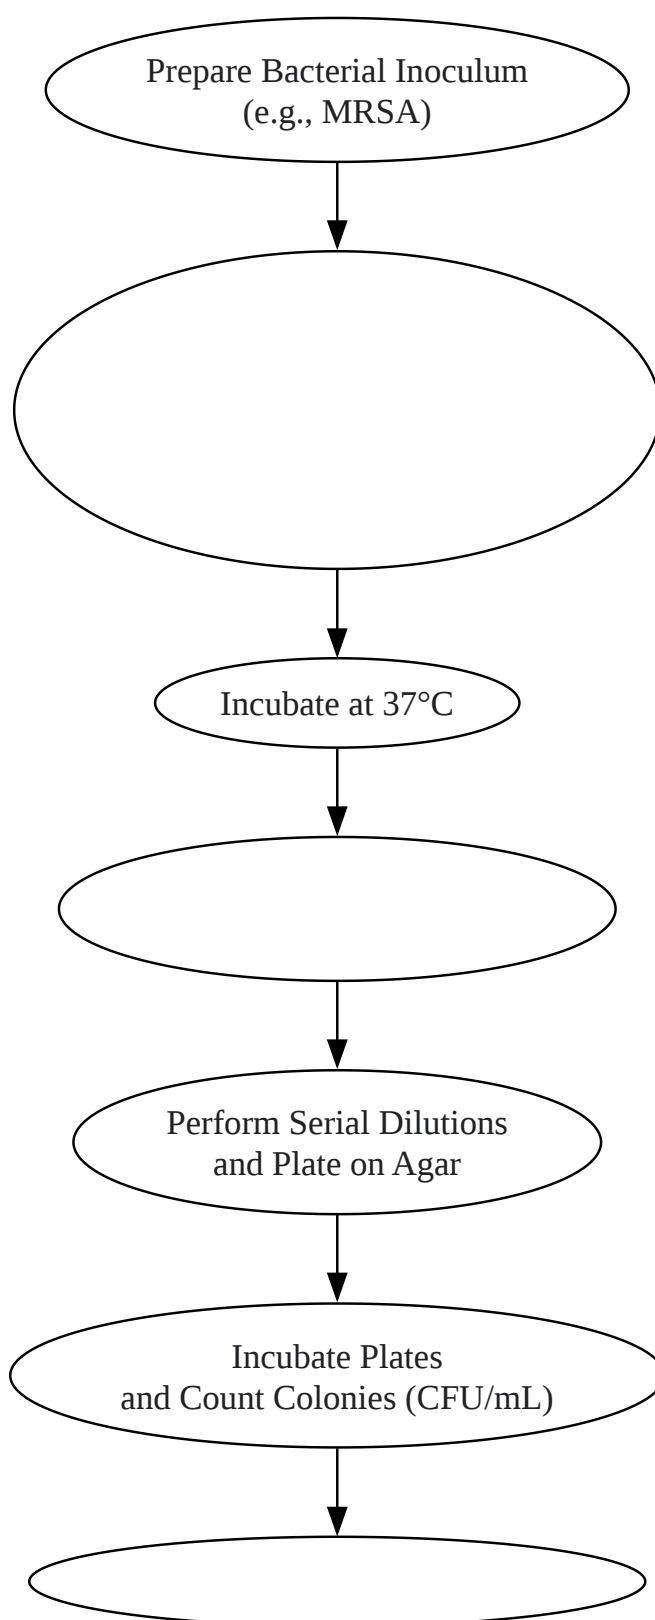 Prepare Bacterial Inoculum
(e.g., MRSA)
Incubate at 37°C
Perform Serial Dilutions
and Plate on Agar
Incubate Plates
and Count Colonies (CFU/mL)